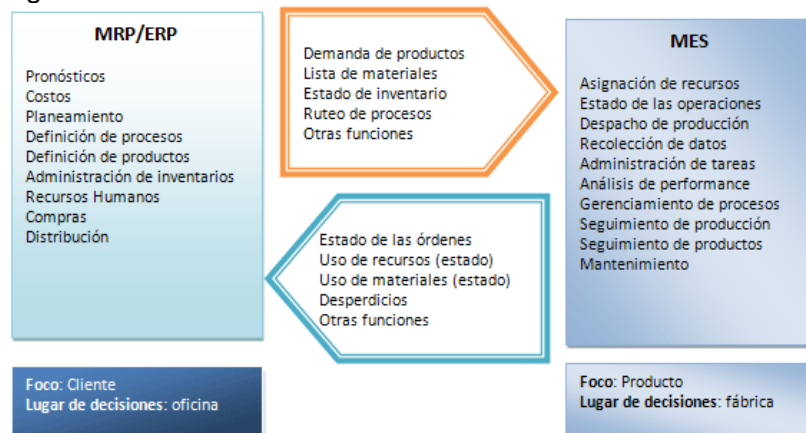 MRP/ERP
Pronósticos
Costos
Planeamiento
Definición de procesos
Definición de productos
Administración de inventarios
Recursos Humanos
Compras
Distribución
Demanda de productos
Lista de materiales
Estado de inventario
Ruteo de procesos
Otras funciones
Estado de las órdenes
Uso de recursos (estado)
Uso de materiales (estado)
Desperdicios
Otras funciones
MES
Asignación de recursos
Estado de las operaciones
Despacho de producción
Recolección de datos
Administración de tareas
Análisis de performance
Gerenciamiento de procesos
Seguimiento de producción
Seguimiento de productos
Mantenimiento
Foco: Cliente
Lugar de decisiones: oficina
Foco: Producto
Lugar de decisiones: fábrica